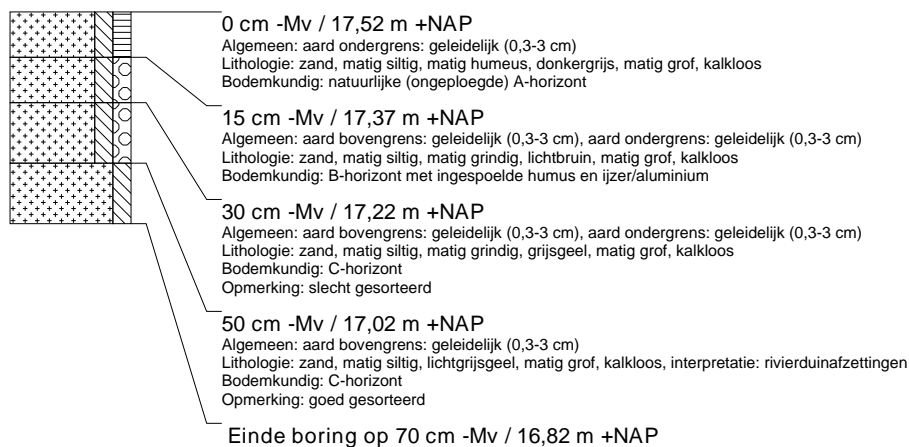 0 cm -Mv / 17,52 m +NAP
Algemeen: aard ondergrens: geleidelijk (0,3-3 cm)
Lithologie: zand, matig siltig, matig humeus, donkergrijs, matig grof, kalkloos
Bodemkundig: natuurlijke (ongeploegde) A-horizont
15 cm -Mv / 17,37 m +NAP
Algemeen: aard bovengrens: geleidelijk (0,3-3 cm), aard ondergrens: geleidelijk (0,3-3 cm)
Lithologie: zand, matig siltig, matig grindig, lichtbruin, matig grof, kalkloos
Bodemkundig: B-horizont met ingespoelde humus en ijzer/aluminium
30 cm -Mv / 17,22 m +NAP
Algemeen: aard bovengrens: geleidelijk (0,3-3 cm), aard ondergrens: geleidelijk (0,3-3 cm)
Lithologie: zand, matig siltig, matig grindig, grijsgeel, matig grof, kalkloos
Bodemkundig: C-horizont
Opmerking: slecht gesorteerd
50 cm -Mv / 17,02 m +NAP
Algemeen: aard bovengrens: geleidelijk (0,3-3 cm)
Lithologie: zand, matig siltig, lichtgrijsgeel, matig grof, kalkloos, interpretatie: rivierduinafzettingen
Bodemkundig: C-horizont
Opmerking: goed gesorteerd
Einde boring op 70 cm -Mv / 16,82 m +NAP